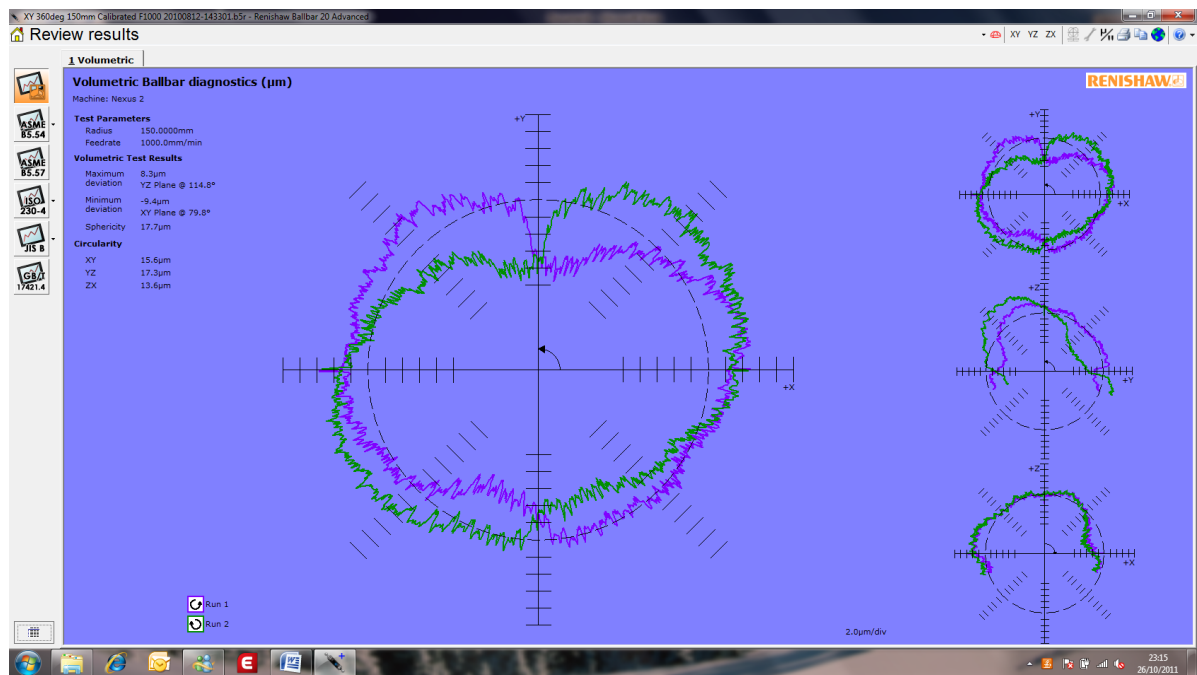 XY 360deg 150mm Calibrated F1000 20100812-143301.b5r - Renishaw Ballbar 20 Advanced
Review results
XY YZ ZX
1 Volumetric
Volumetric Ballbar diagnostics (µm)
RENISHAW
Machine: Nexus 2
Test Parameters
Radius 150.0000mm
Feedrate 1000.0mm/min
Volumetric Test Results
Maximum deviation 8.3µm
YZ Plane @ 114.8°
Minimum deviation -9.4µm
XY Plane @ 79.8°
Sphericity 17.7µm
Circularity
XY 15.6µm
YZ 17.3µm
ZX 13.6µm
ASME B5.54
ASME B5.57
ISO 230-4
JIS B
GB/T 17421.4
+Y
+X
+Y
+X
+Z
+Y
+Z
+X
Run 1
Run 2
2.0µm/div
23:15
26/10/2011